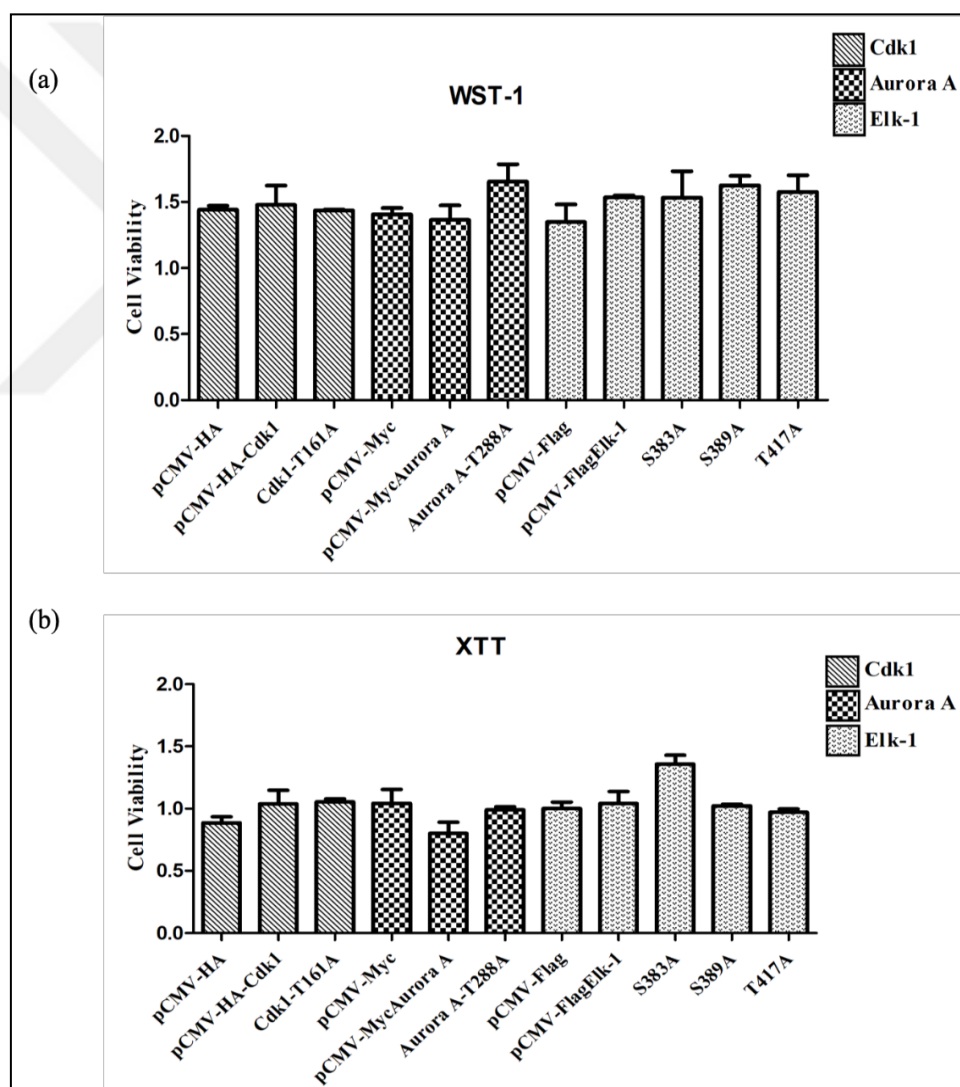 (a)
WST-1
Cdk1
Aurora A
Elk-1
Cell Viability
2.0
1.5
1.0
0.5
0.0
pCMV-HA
pCMV-HA-Cdk1
Cdk1-T161A
pCMV-Myc
pCMV-MycAurora A
Aurora A-T288A
pCMV-Flag
pCMV-FlagElk-1
S383A
S389A
T417A
(b)
XTT
Cdk1
Aurora A
Elk-1
Cell Viability
2.0
1.5
1.0
0.5
0.0
pCMV-HA
pCMV-HA-Cdk1
Cdk1-T161A
pCMV-Myc
pCMV-MycAurora A
Aurora A-T288A
pCMV-Flag
pCMV-FlagElk-1
S383A
S389A
T417A